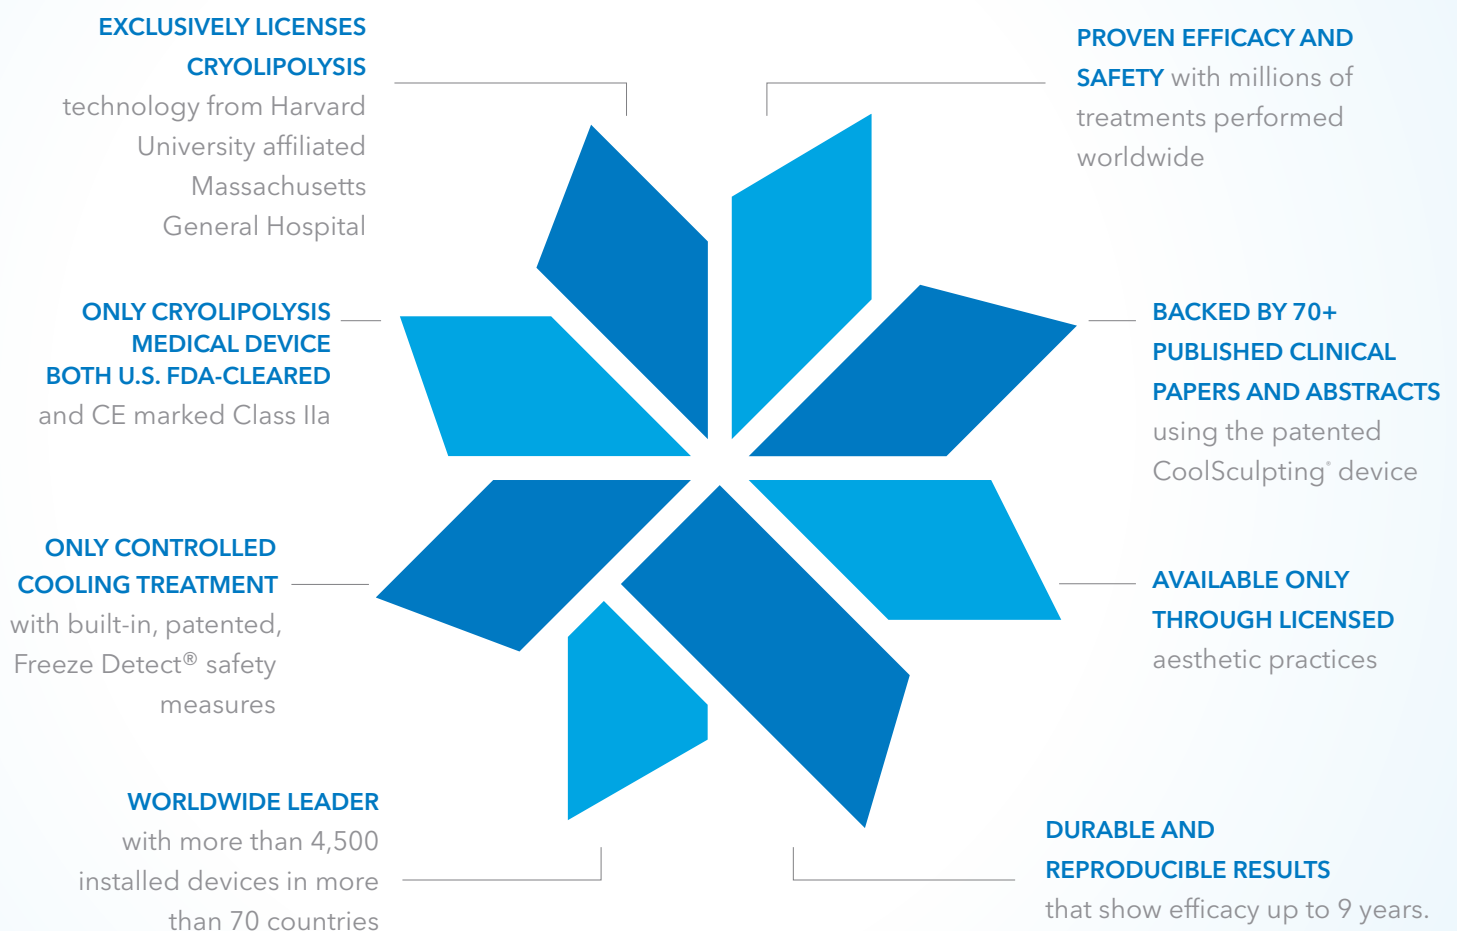 EXCLUSIVELY LICENSES
CRYOLIPOLYSIS
technology from Harvard
University affiliated
Massachusetts
General Hospital
PROVEN EFFICACY AND
SAFETY with millions of
treatments performed
worldwide
ONLY CRYOLIPOLYSIS
MEDICAL DEVICE
BOTH U.S. FDA-CLEARED
and CE marked Class IIa
BACKED BY 70+
PUBLISHED CLINICAL
PAPERS AND ABSTRACTS
using the patented
CoolSculpting® device
ONLY CONTROLLED
COOLING TREATMENT
with built-in, patented,
Freeze Detect® safety
measures
AVAILABLE ONLY
THROUGH LICENSED
aesthetic practices
WORLDWIDE LEADER
with more than 4,500
installed devices in more
than 70 countries
DURABLE AND
REPRODUCIBLE RESULTS
that show efficacy up to 9 years.